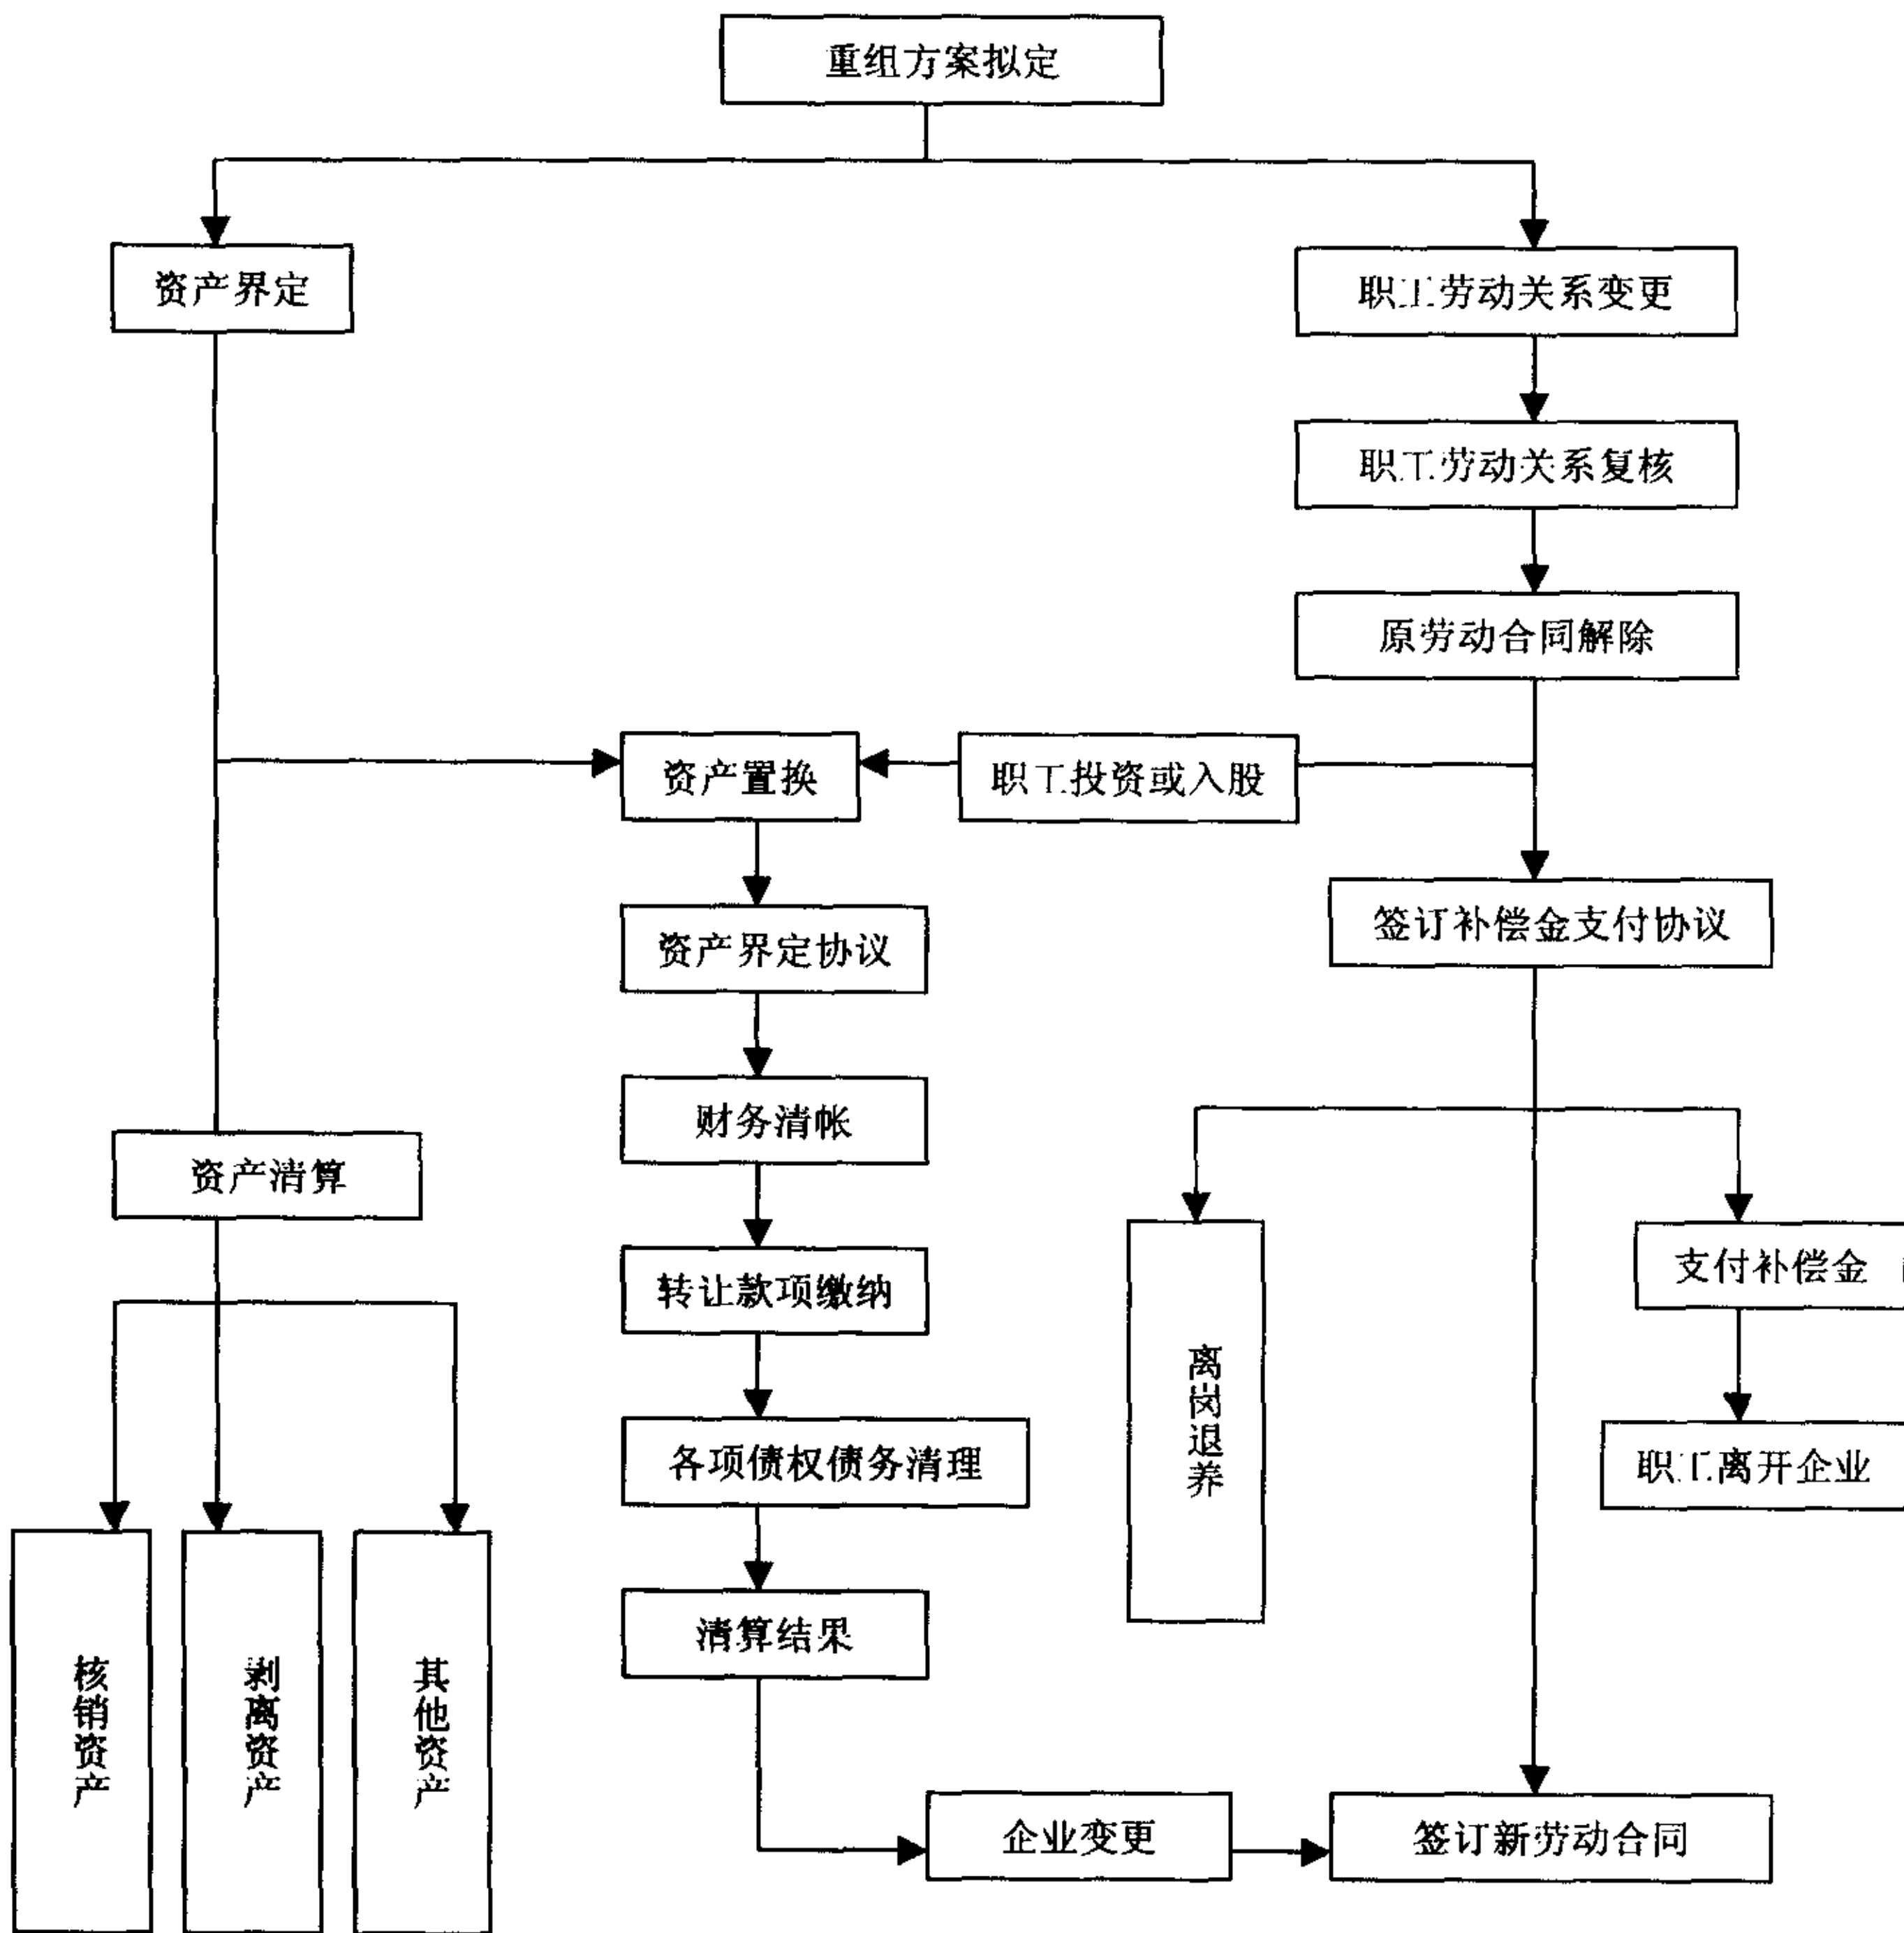 重组方案拟定
资产界定
职工劳动关系变更
职工劳动关系复核
原劳动合同解除
资产置换
职工投资或入股
资产界定协议
签订补偿金支付协议
财务清帐
资产清算
转让款项缴纳
支付补偿金
离岗退养
各项债权债务清理
职工离开企业
清算结果
核销资产
剥离资产
其他资产
企业变更
签订新劳动合同